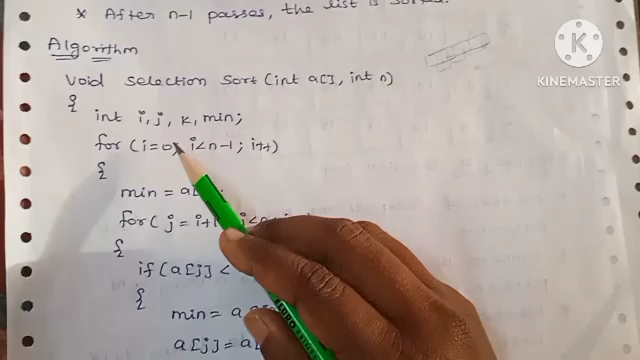 * After n-1 passes, the list is sorted.
Algorithm
void selection sort (int a[], int n)
{
int i, j, k, min;
for (i=0; i<n-1; i++)
{
min = a[
for (j = i+1
{
if (a[j] <
{
min = a
a[j] = a
K
KINEMASTER